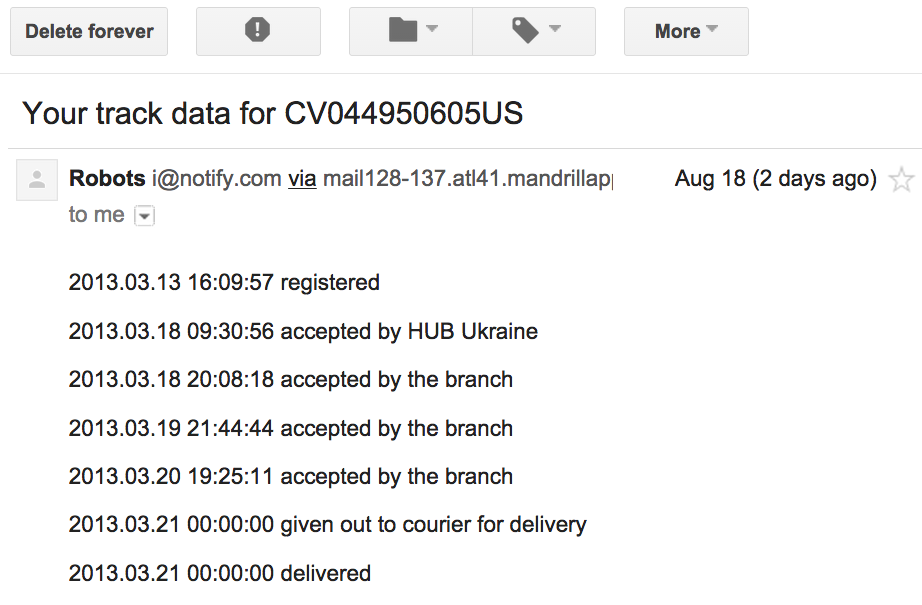 Delete forever
More
Your track data for CV044950605US
Robots i@notify.com via mail128-137.atl41.mandrillapp
Aug 18 (2 days ago)
to me
2013.03.13 16:09:57 registered
2013.03.18 09:30:56 accepted by HUB Ukraine
2013.03.18 20:08:18 accepted by the branch
2013.03.19 21:44:44 accepted by the branch
2013.03.20 19:25:11 accepted by the branch
2013.03.21 00:00:00 given out to courier for delivery
2013.03.21 00:00:00 delivered